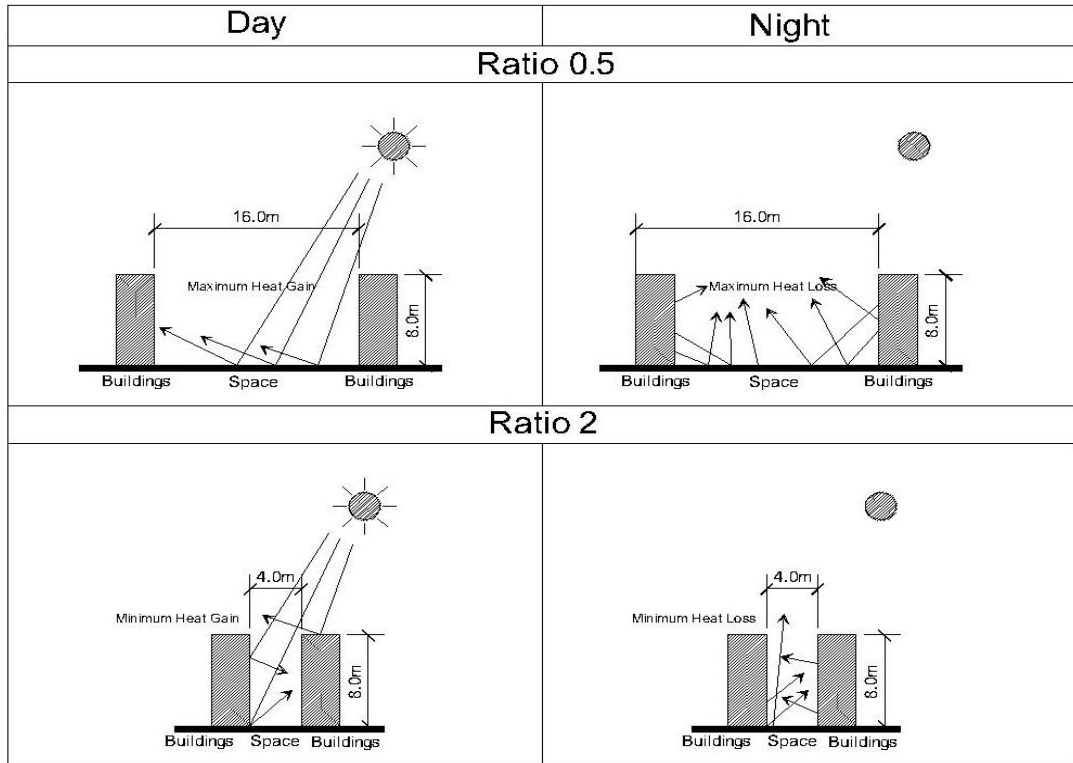 Day
Night
Ratio 0.5
16.0m
Maximum Heat Gain
8.0m
Buildings Space Buildings
16.0m
Maximum Heat Loss
8.0m
Buildings Space Buildings
Ratio 2
4.0m
Minimum Heat Gain
8.0m
Buildings Space Buildings
4.0m
Minimum Heat Loss
8.0m
Buildings Space Buildings